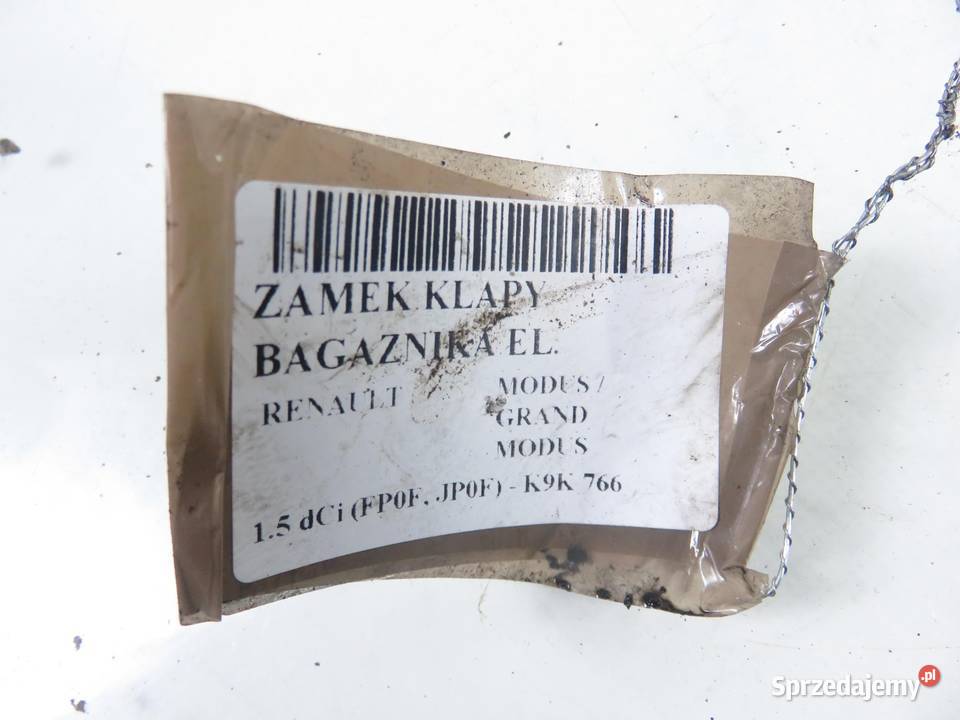 ZAMEK KLAPY
BAGAZNIKA EL.
RENAULT
MODUS /
GRAND
MODUS
1.5 dCi (FP0F, JP0F) - K9K 766
Sprzedajemy.pl